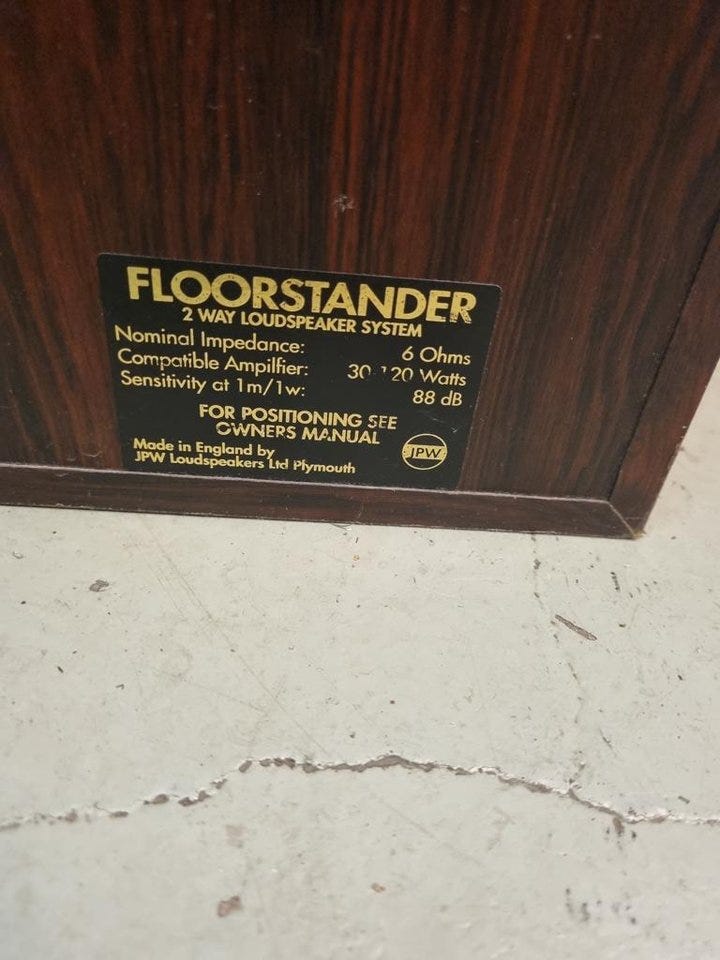 FLOORSTANDER
2 WAY LOUDSPEAKER SYSTEM
Nominal Impedance: 6 Ohms
Compatible Ampilfier: 30-120 Watts
Sensitivity at 1m/1w: 88 dB
FOR POSITIONING SEE
OWNERS MANUAL
Made in England by
JPW Loudspeakers Ltd Plymouth
JPW